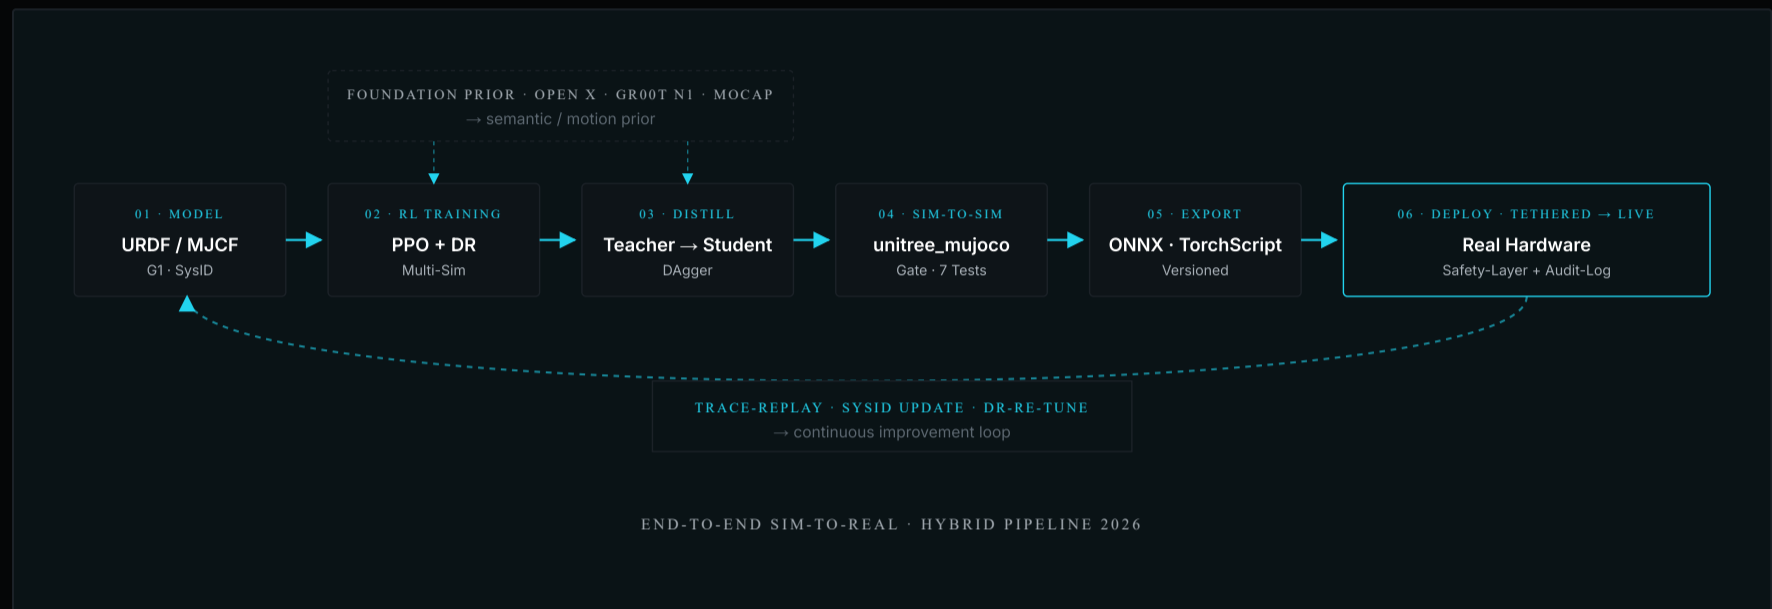 FOUNDATION PRIOR · OPEN X · GR00T N1 · MOCAP
→ semantic / motion prior
01 · MODEL
URDF / MJCF
G1 · SysID
02 · RL TRAINING
PPO + DR
Multi-Sim
03 · DISTILL
Teacher → Student
DAgger
04 · SIM-TO-SIM
unitree_mujoco
Gate · 7 Tests
05 · EXPORT
ONNX · TorchScript
Versioned
06 · DEPLOY · TETHERED → LIVE
Real Hardware
Safety-Layer + Audit-Log
TRACE-REPLAY · SYSID UPDATE · DR-RE-TUNE
→ continuous improvement loop
END-TO-END SIM-TO-REAL · HYBRID PIPELINE 2026